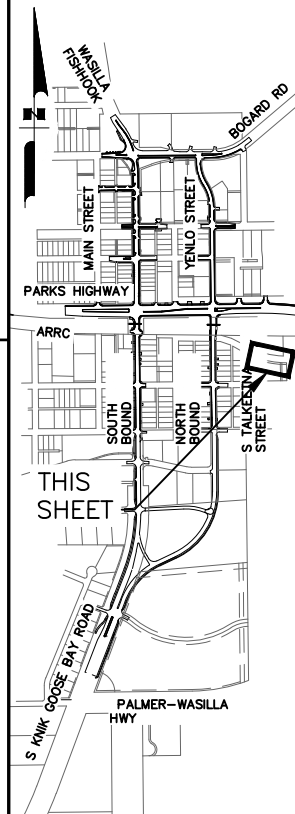 N
WASILLA
FISHHOOK
BOGARD RD
MAIN STREET
YENLO STREET
PARKS HIGHWAY
ARRC
SOUTH
BOUND
NORTH
BOUND
S TALKEETNA
STREET
THIS
SHEET
S KNIK GOOSE BAY ROAD
PALMER-WASILLA
HWY